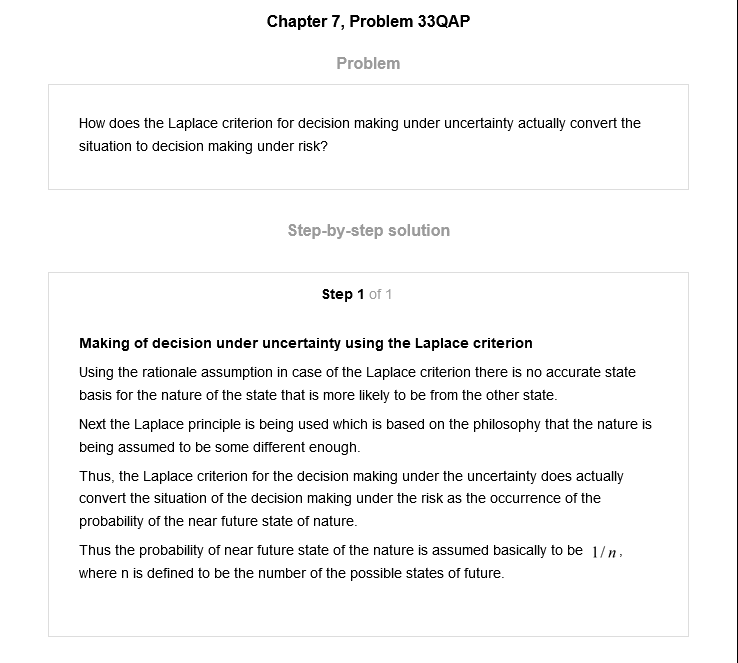 Chapter 7, Problem 33QAP
Problem
How does the Laplace criterion for decision making under uncertainty actually convert the
situation to decision making under risk?
Step-by-step solution
Step 1 of 1
Making of decision under uncertainty using the Laplace criterion
Using the rationale assumption in case of the Laplace criterion there is no accurate state
basis for the nature of the state that is more likely to be from the other state.
Next the Laplace principle is being used which is based on the philosophy that the nature is
being assumed to be some different enough.
Thus, the Laplace criterion for the decision making under the uncertainty does actually
convert the situation of the decision making under the risk as the occurrence of the
probability of the near future state of nature.
Thus the probability of near future state of the nature is assumed basically to be 1/n,
where n is defined to be the number of the possible states of future.